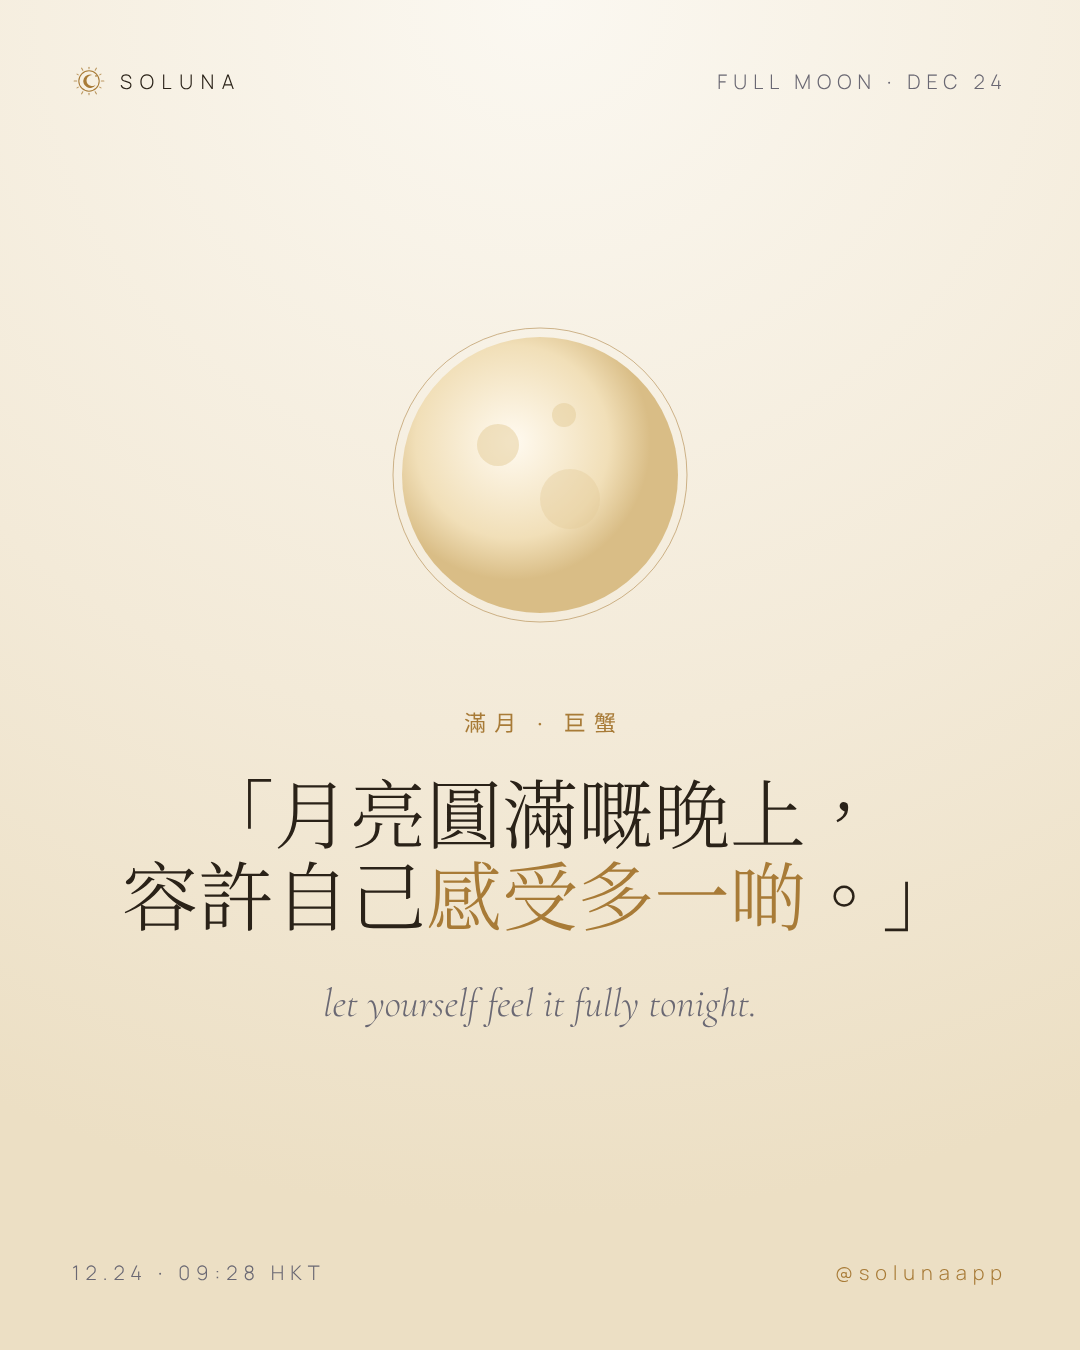 SOLUNA
FULL MOON · DEC 24
滿月 · 巨蟹
「月亮圓滿嘅晚上，
容許自己感受多一啲。」
let yourself feel it fully tonight.
12.24 · 09:28 HKT
@solunaapp